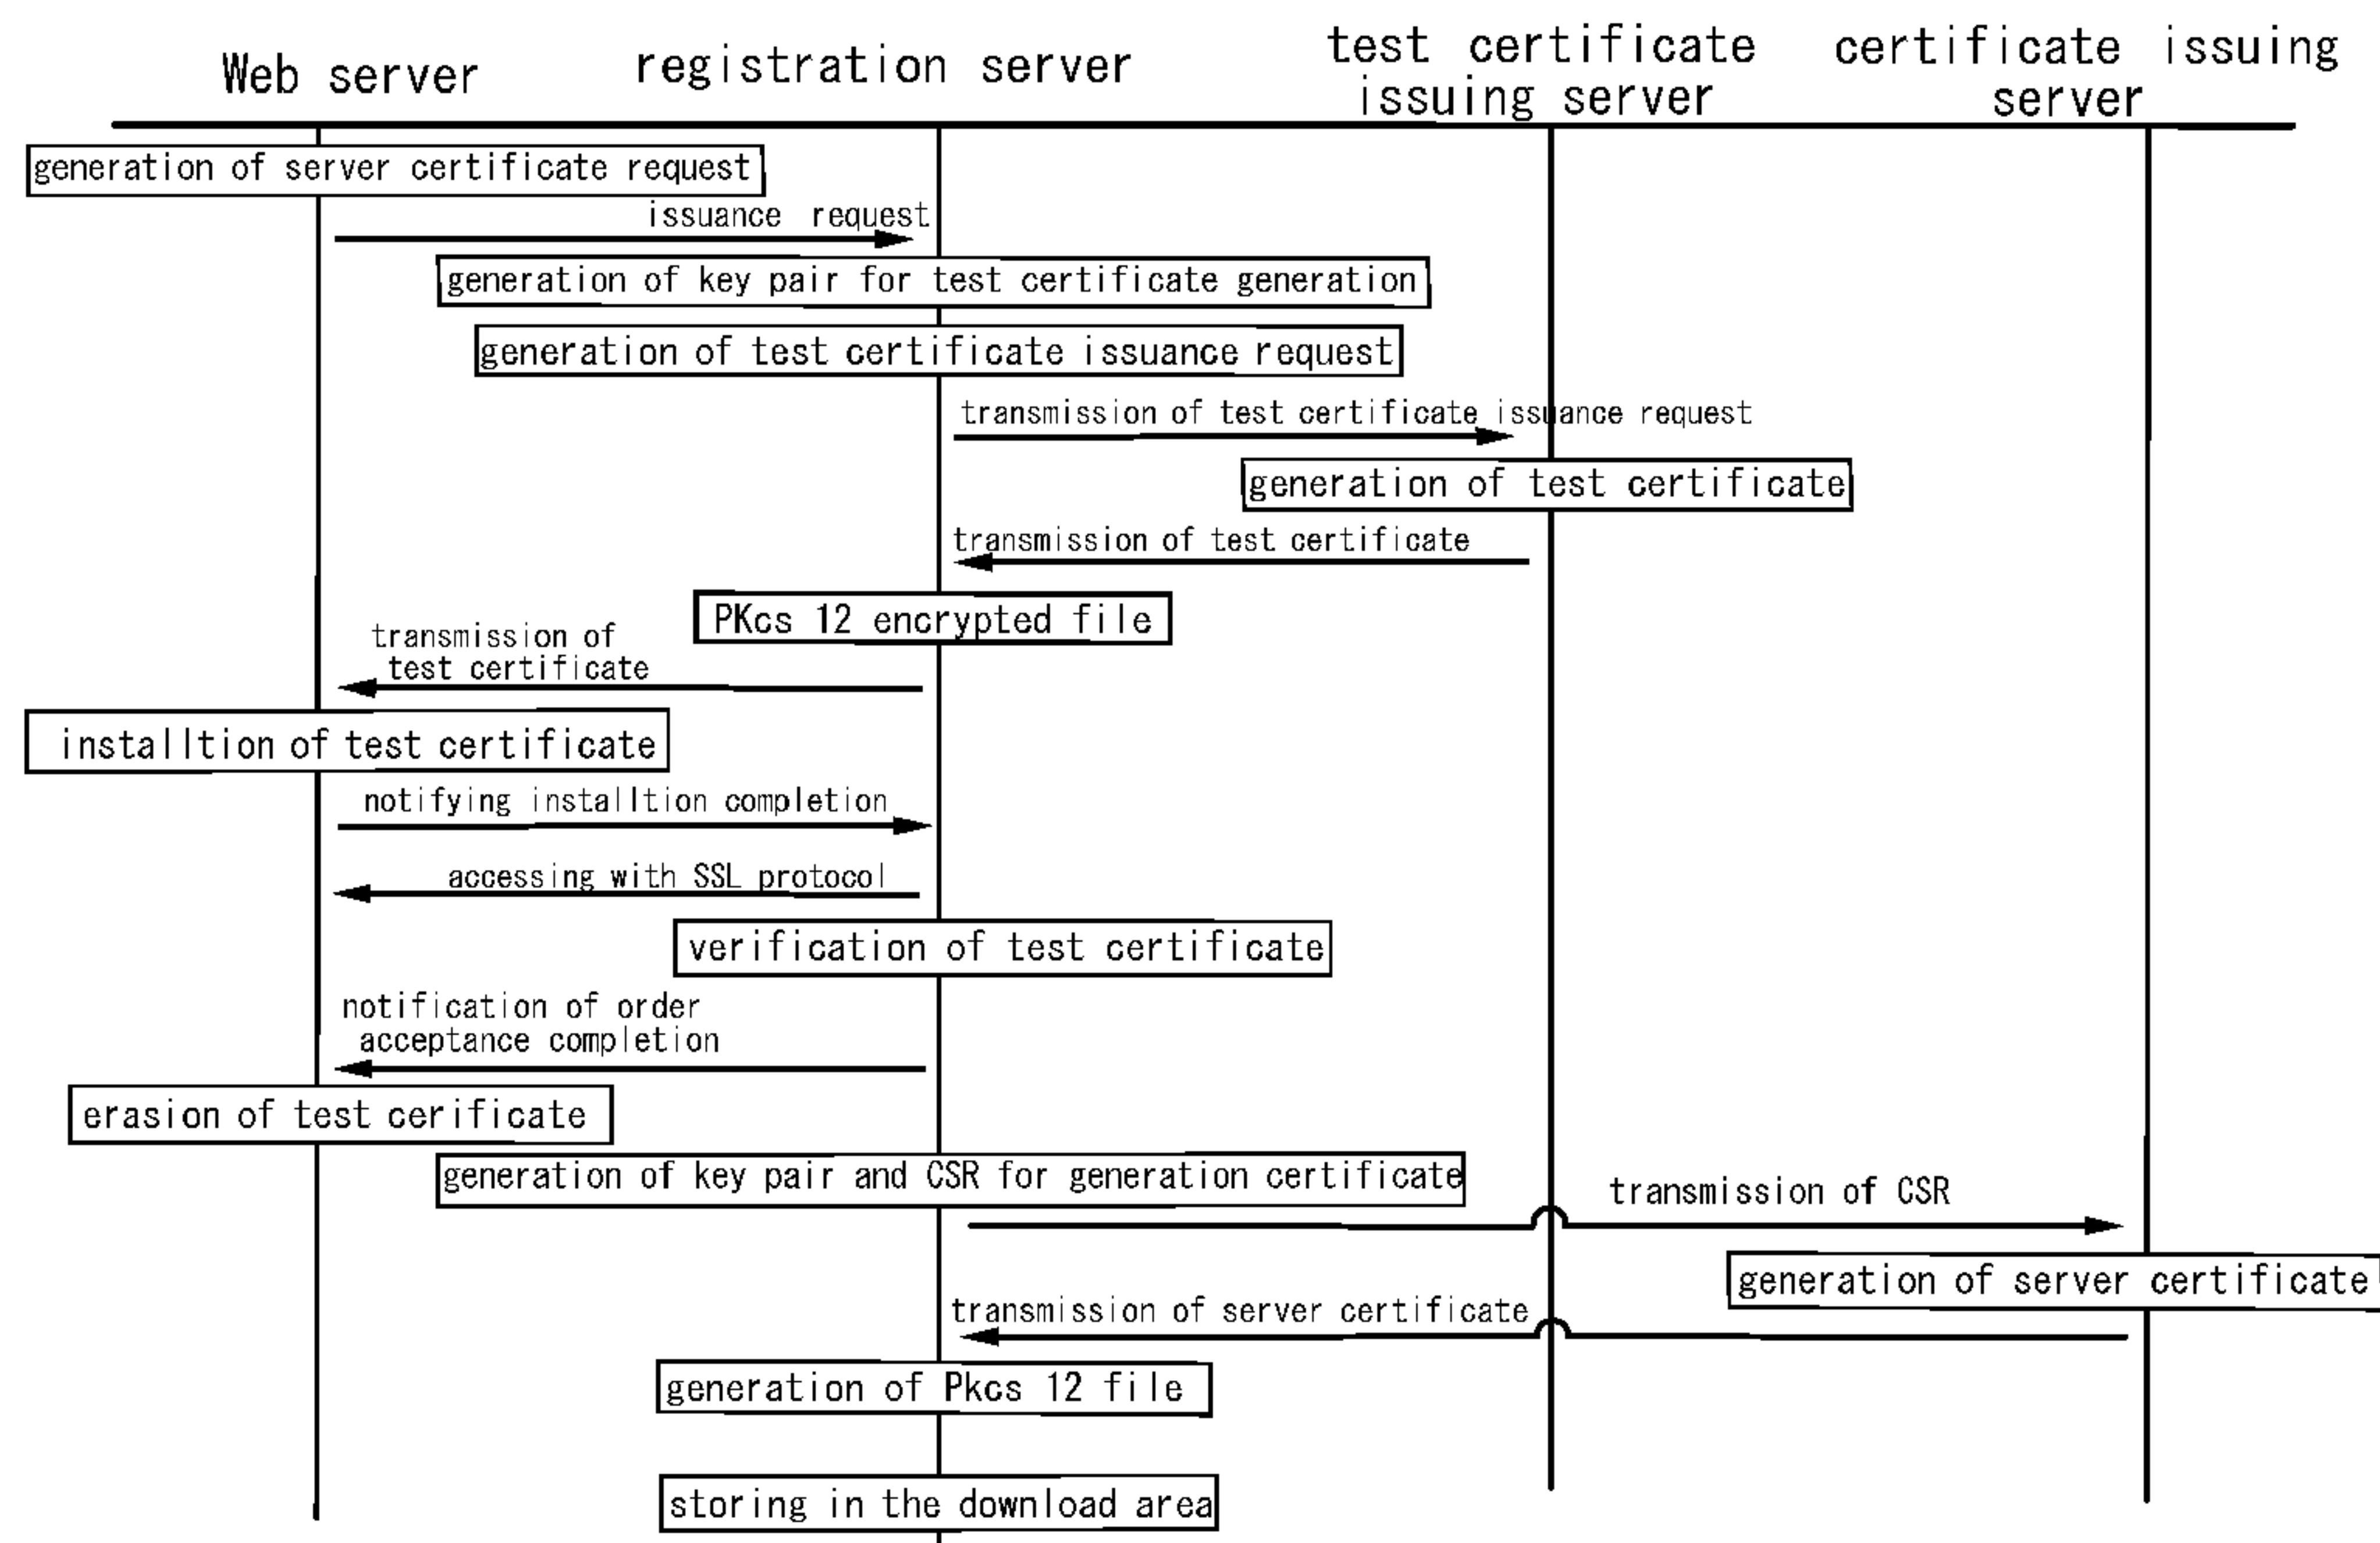 Web server
registration server
test certificate
issuing server
certificate issuing
server
generation of server certificate request
issuance request
generation of key pair for test certificate generation
generation of test certificate issuance request
transmission of test certificate issuance request
generation of test certificate
transmission of test certificate
PKcs 12 encrypted file
transmission of
test certificate
installtion of test certificate
notifying installtion completion
accessing with SSL protocol
verification of test certificate
notification of order
acceptance completion
erasion of test cerificate
generation of key pair and CSR for generation certificate
transmission of CSR
generation of server certificate
transmission of server certificate
generation of Pkcs 12 file
storing in the download area